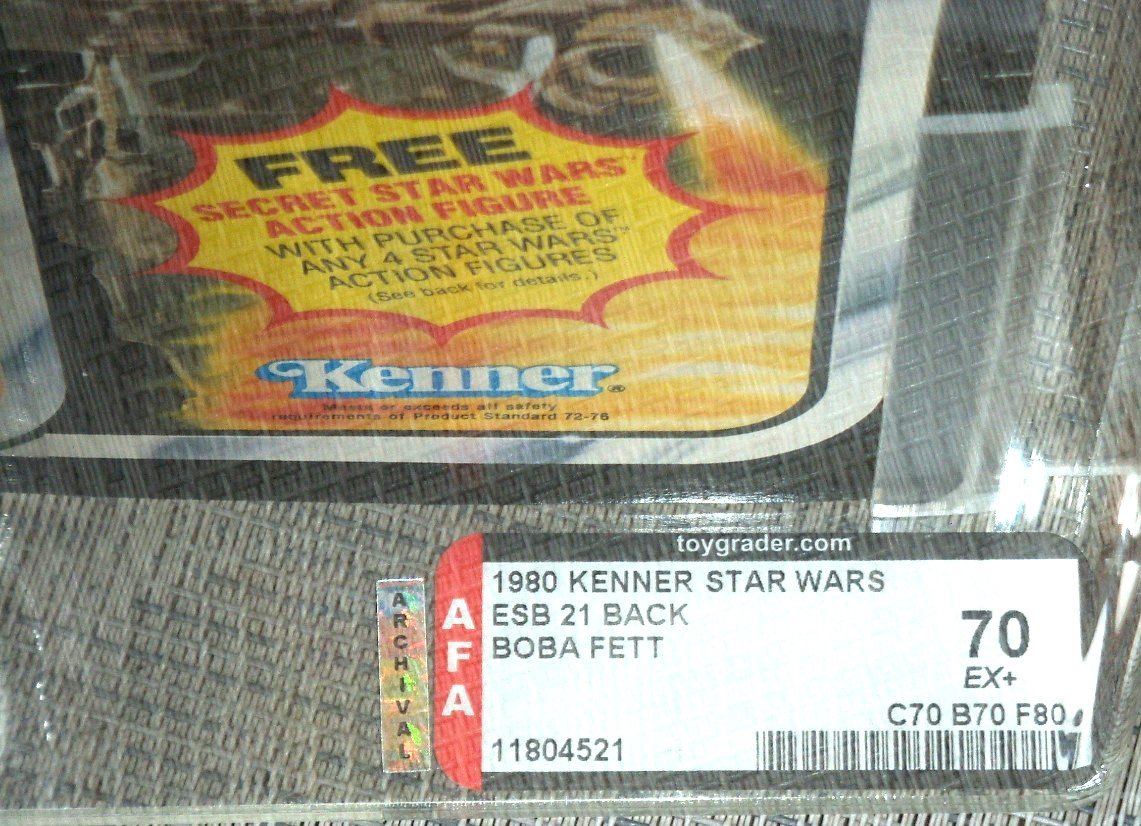 FREE
SECRET STAR WARS™
ACTION FIGURE
WITH PURCHASE OF
ANY 4 STAR WARS™
ACTION FIGURES
(See back for details.)
Kenner®
Meets or exceeds all safety
requirements of Product Standard 72-76
toygrader.com
ARCHIVAL
AFA
1980 KENNER STAR WARS
ESB 21 BACK
BOBA FETT
70
EX+
C70 B70 F80
11804521